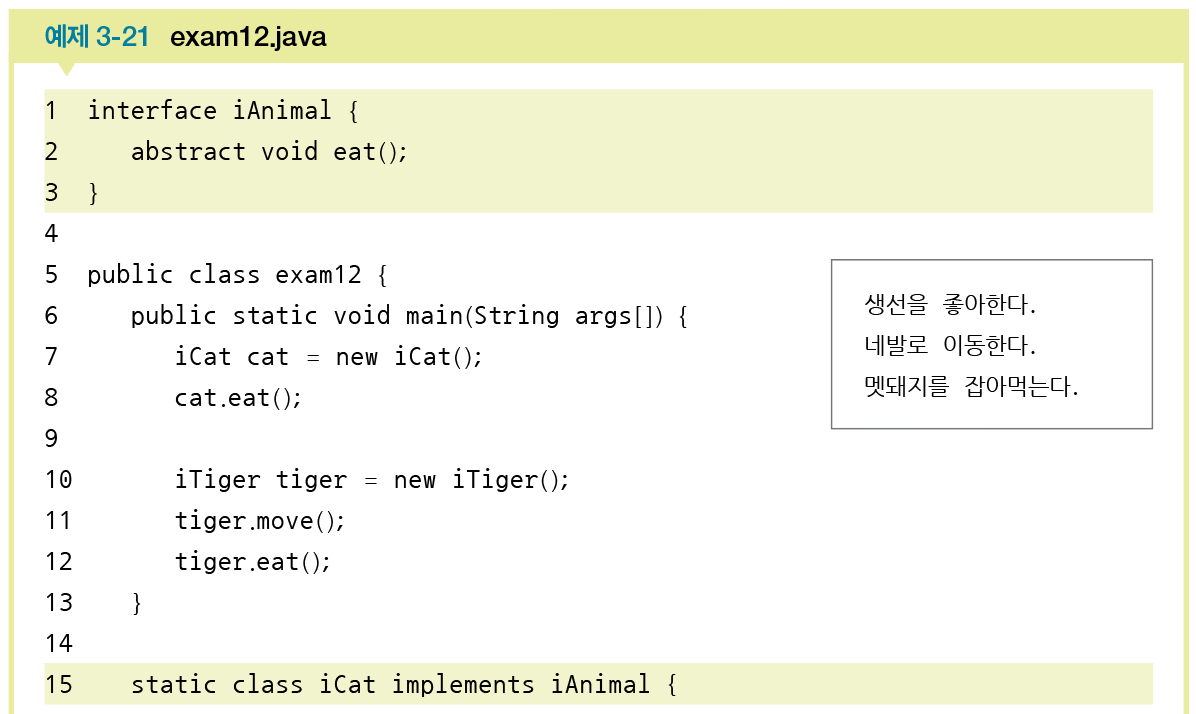 예제 3-21 exam12.java
1 interface iAnimal {
2 abstract void eat();
3 }
4
5 public class exam12 {
6 public static void main(String args[]) {
7 iCat cat = new iCat();
8 cat.eat();
9
10 iTiger tiger = new iTiger();
11 tiger.move();
12 tiger.eat();
13 }
14
15 static class iCat implements iAnimal {
생선을 좋아한다.
네발로 이동한다.
멧돼지를 잡아먹는다.